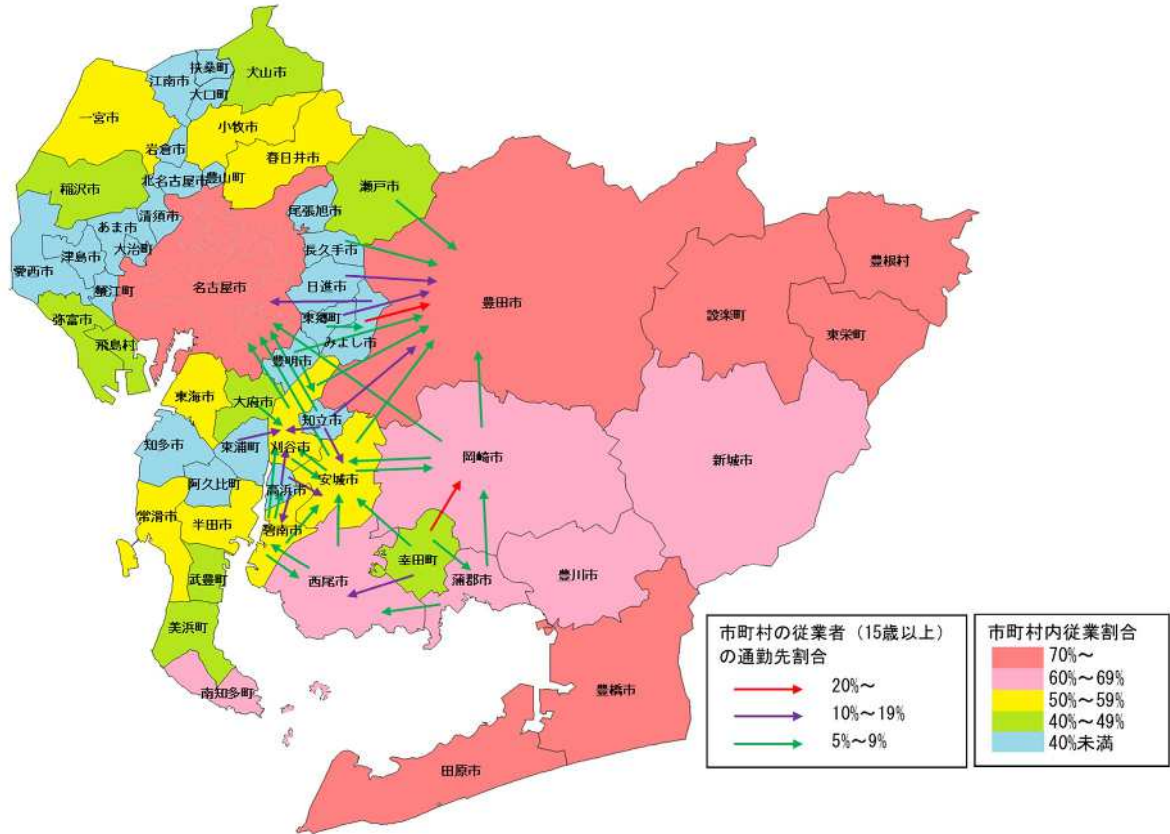 扶桑町
江南市
犬山市
大口町
一宮市
小牧市
岩倉市
春日井市
北名古屋市
豊山町
稲沢市
瀬戸市
清須市
尾張旭市
あま市
大治町
長久手市
津島市
愛西市
日進市
名古屋市
蟹江町
豊田市
豊根村
設楽町
東栄町
弥富市
東郷町
飛島村
みよし市
豊明市
東海市
大府市
知立市
知多市
東浦町
刈谷市
岡崎市
新城市
阿久比町
高浜市
安城市
常滑市
半田市
碧南市
幸田町
武豊町
西尾市
蒲郡市
豊川市
美浜町
南知多町
豊橋市
田原市
市町村の従業者（15歳以上）
の通勤先割合
20%～
10%～19%
5%～9%
市町村内従業割合
70%～
60%～69%
50%～59%
40%～49%
40%未満